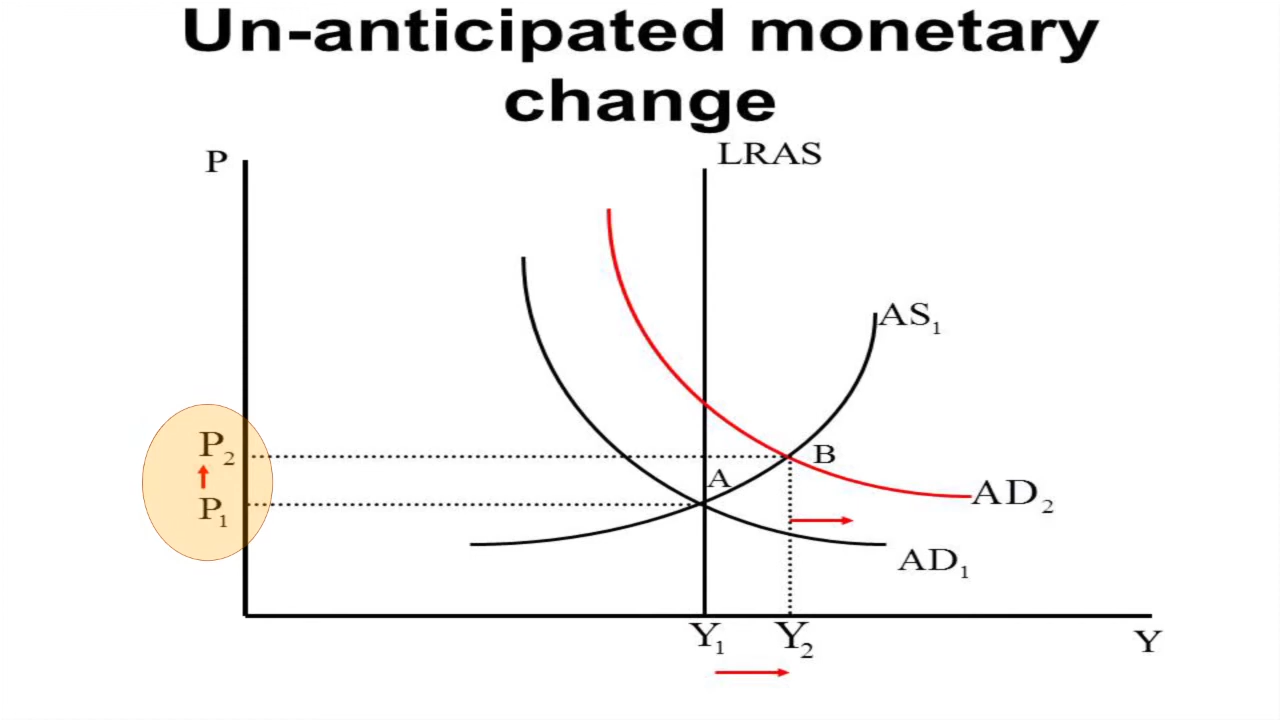 Un-anticipated monetary
change
P
LRAS
AS₁
P₂
B
A
AD₂
P₁
AD₁
Y₁
Y₂
Y